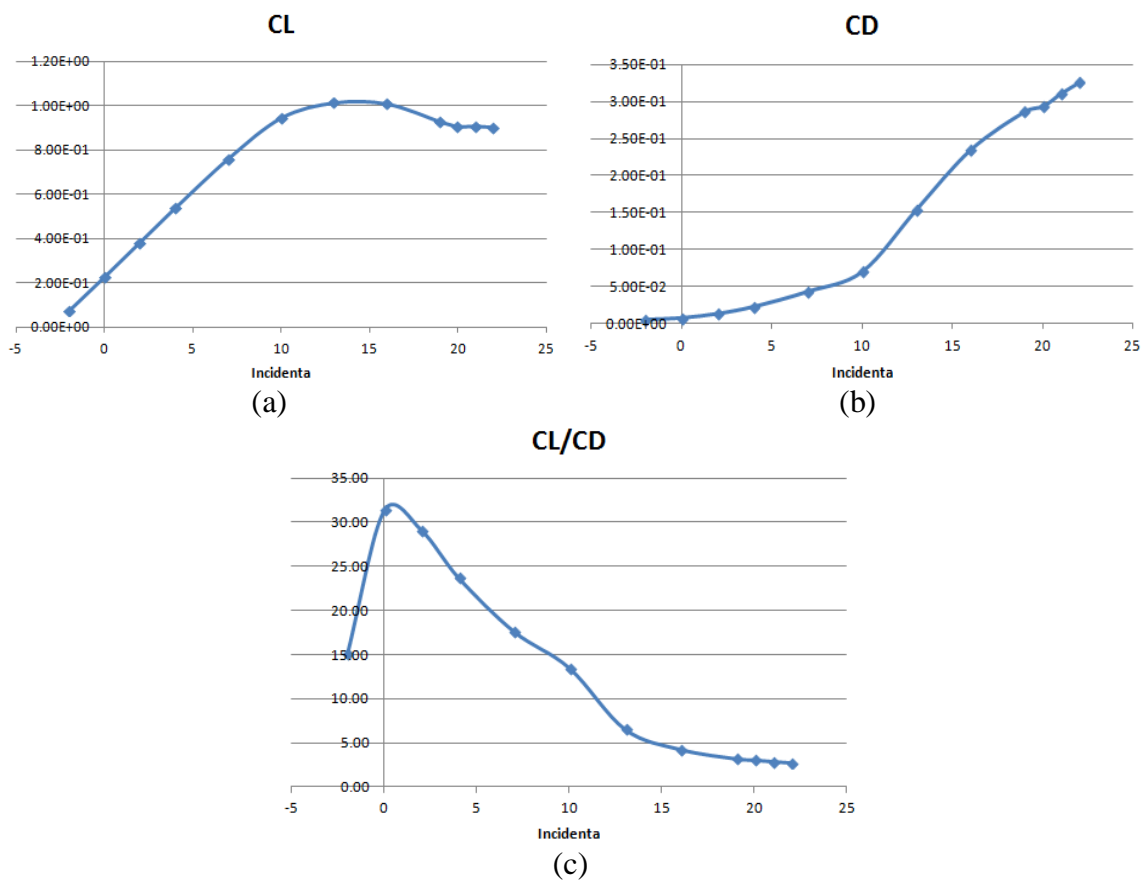 CL
1.20E+00
1.00E+00
8.00E-01
6.00E-01
4.00E-01
2.00E-01
0.00E+00
-5 0 5 10 15 20 25
Incidenta
(a)
CD
3.50E-01
3.00E-01
2.50E-01
2.00E-01
1.50E-01
1.00E-01
5.00E-02
0.00E+00
-5 0 5 10 15 20 25
Incidenta
(b)
CL/CD
35.00
30.00
25.00
20.00
15.00
10.00
5.00
0.00
-5 0 5 10 15 20 25
Incidenta
(c)